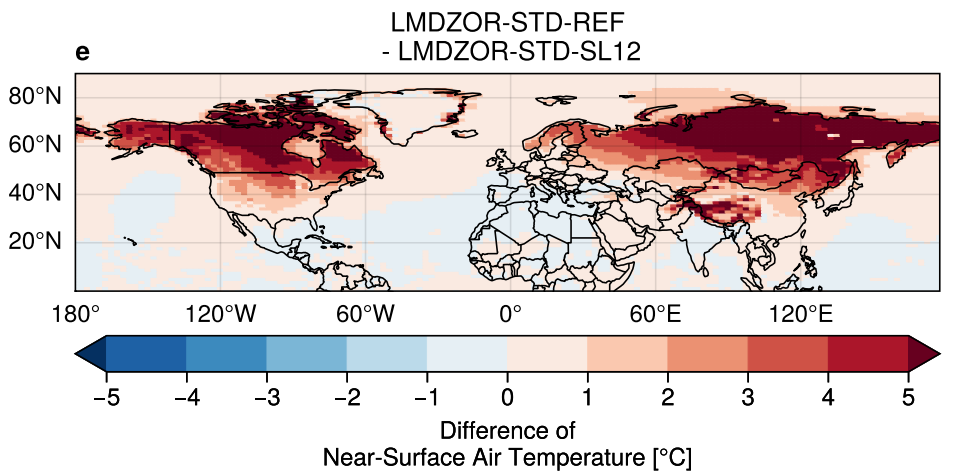 LMDZOR-STD-REF
e - LMDZOR-STD-SL12
80°N
60°N
40°N
20°N
180° 120°W 60°W 0° 60°E 120°E
−5 −4 −3 −2 −1 0 1 2 3 4 5
Difference of
Near-Surface Air Temperature [°C]